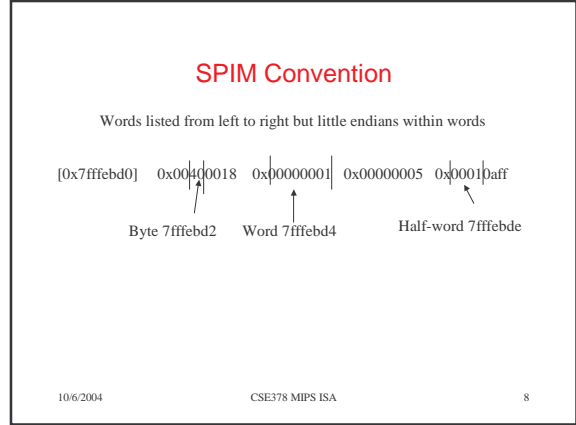 SPIM Convention
Words listed from left to right but little endians within words
[0x7fffebd0] 0x00400018 0x00000001 0x00000005 0x00010aff
Byte 7fffebd2 Word 7fffebd4 Half-word 7fffebde
10/6/2004 CSE378 MIPS ISA 8